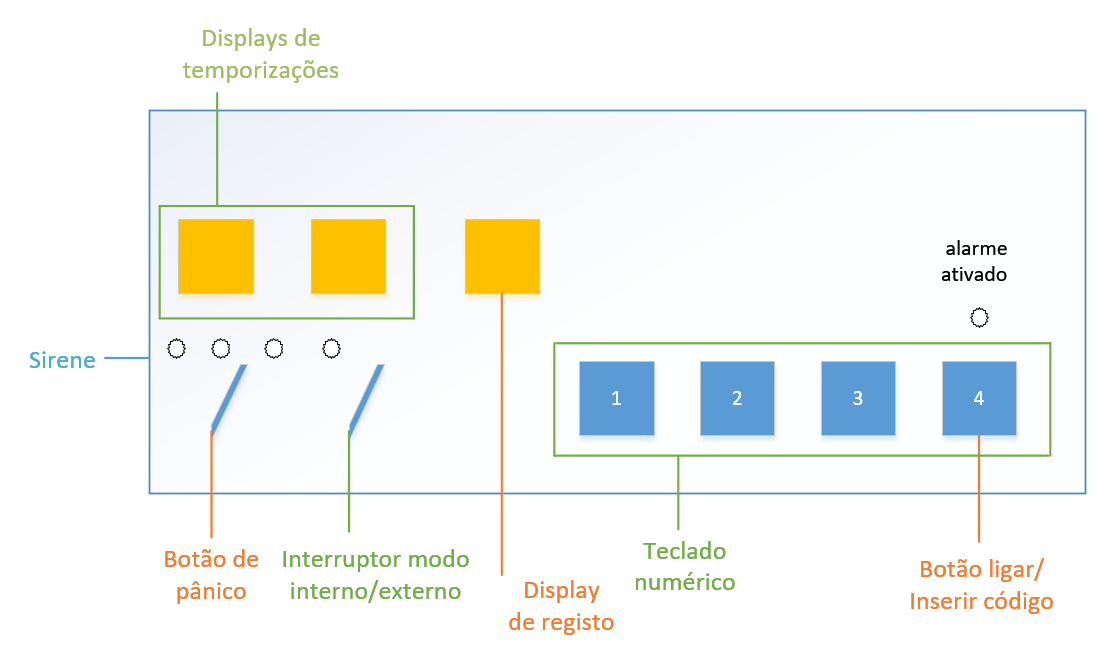 Displays de
temporizações
alarme
ativado
Sirene
1
2
3
4
Botão de
pânico
Interruptor modo
interno/externo
Display
de registo
Teclado
numérico
Botão ligar/
Inserir código